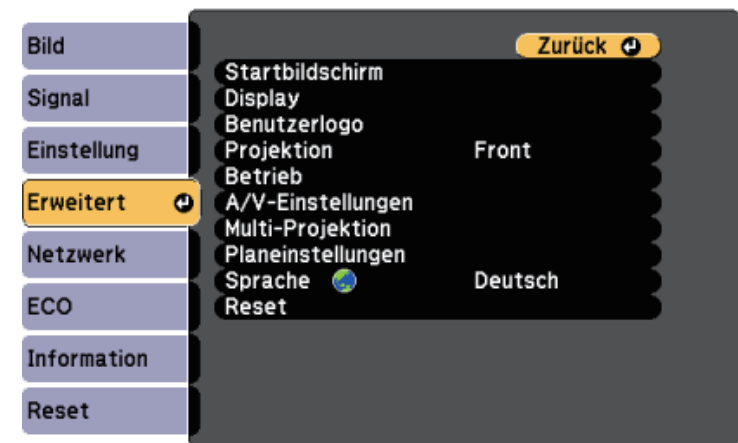 Bild
Signal
Einstellung
Erweitert
Netzwerk
ECO
Information
Reset
Zurück
Startbildschirm
Display
Benutzerlogo
Projektion Front
Betrieb
A/V-Einstellungen
Multi-Projektion
Planeinstellungen
Sprache Deutsch
Reset